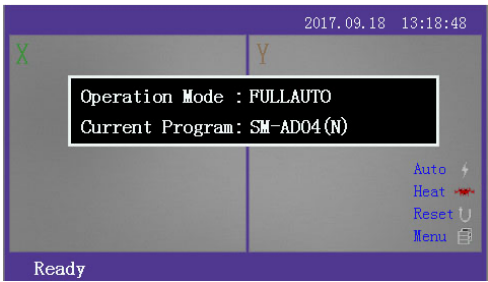 2017.09.18 13:18:48
X Y
Operation Mode :FULLAUTO
Current Program: SM-AD04(N)
Auto
Heat
Reset
Menu
Ready